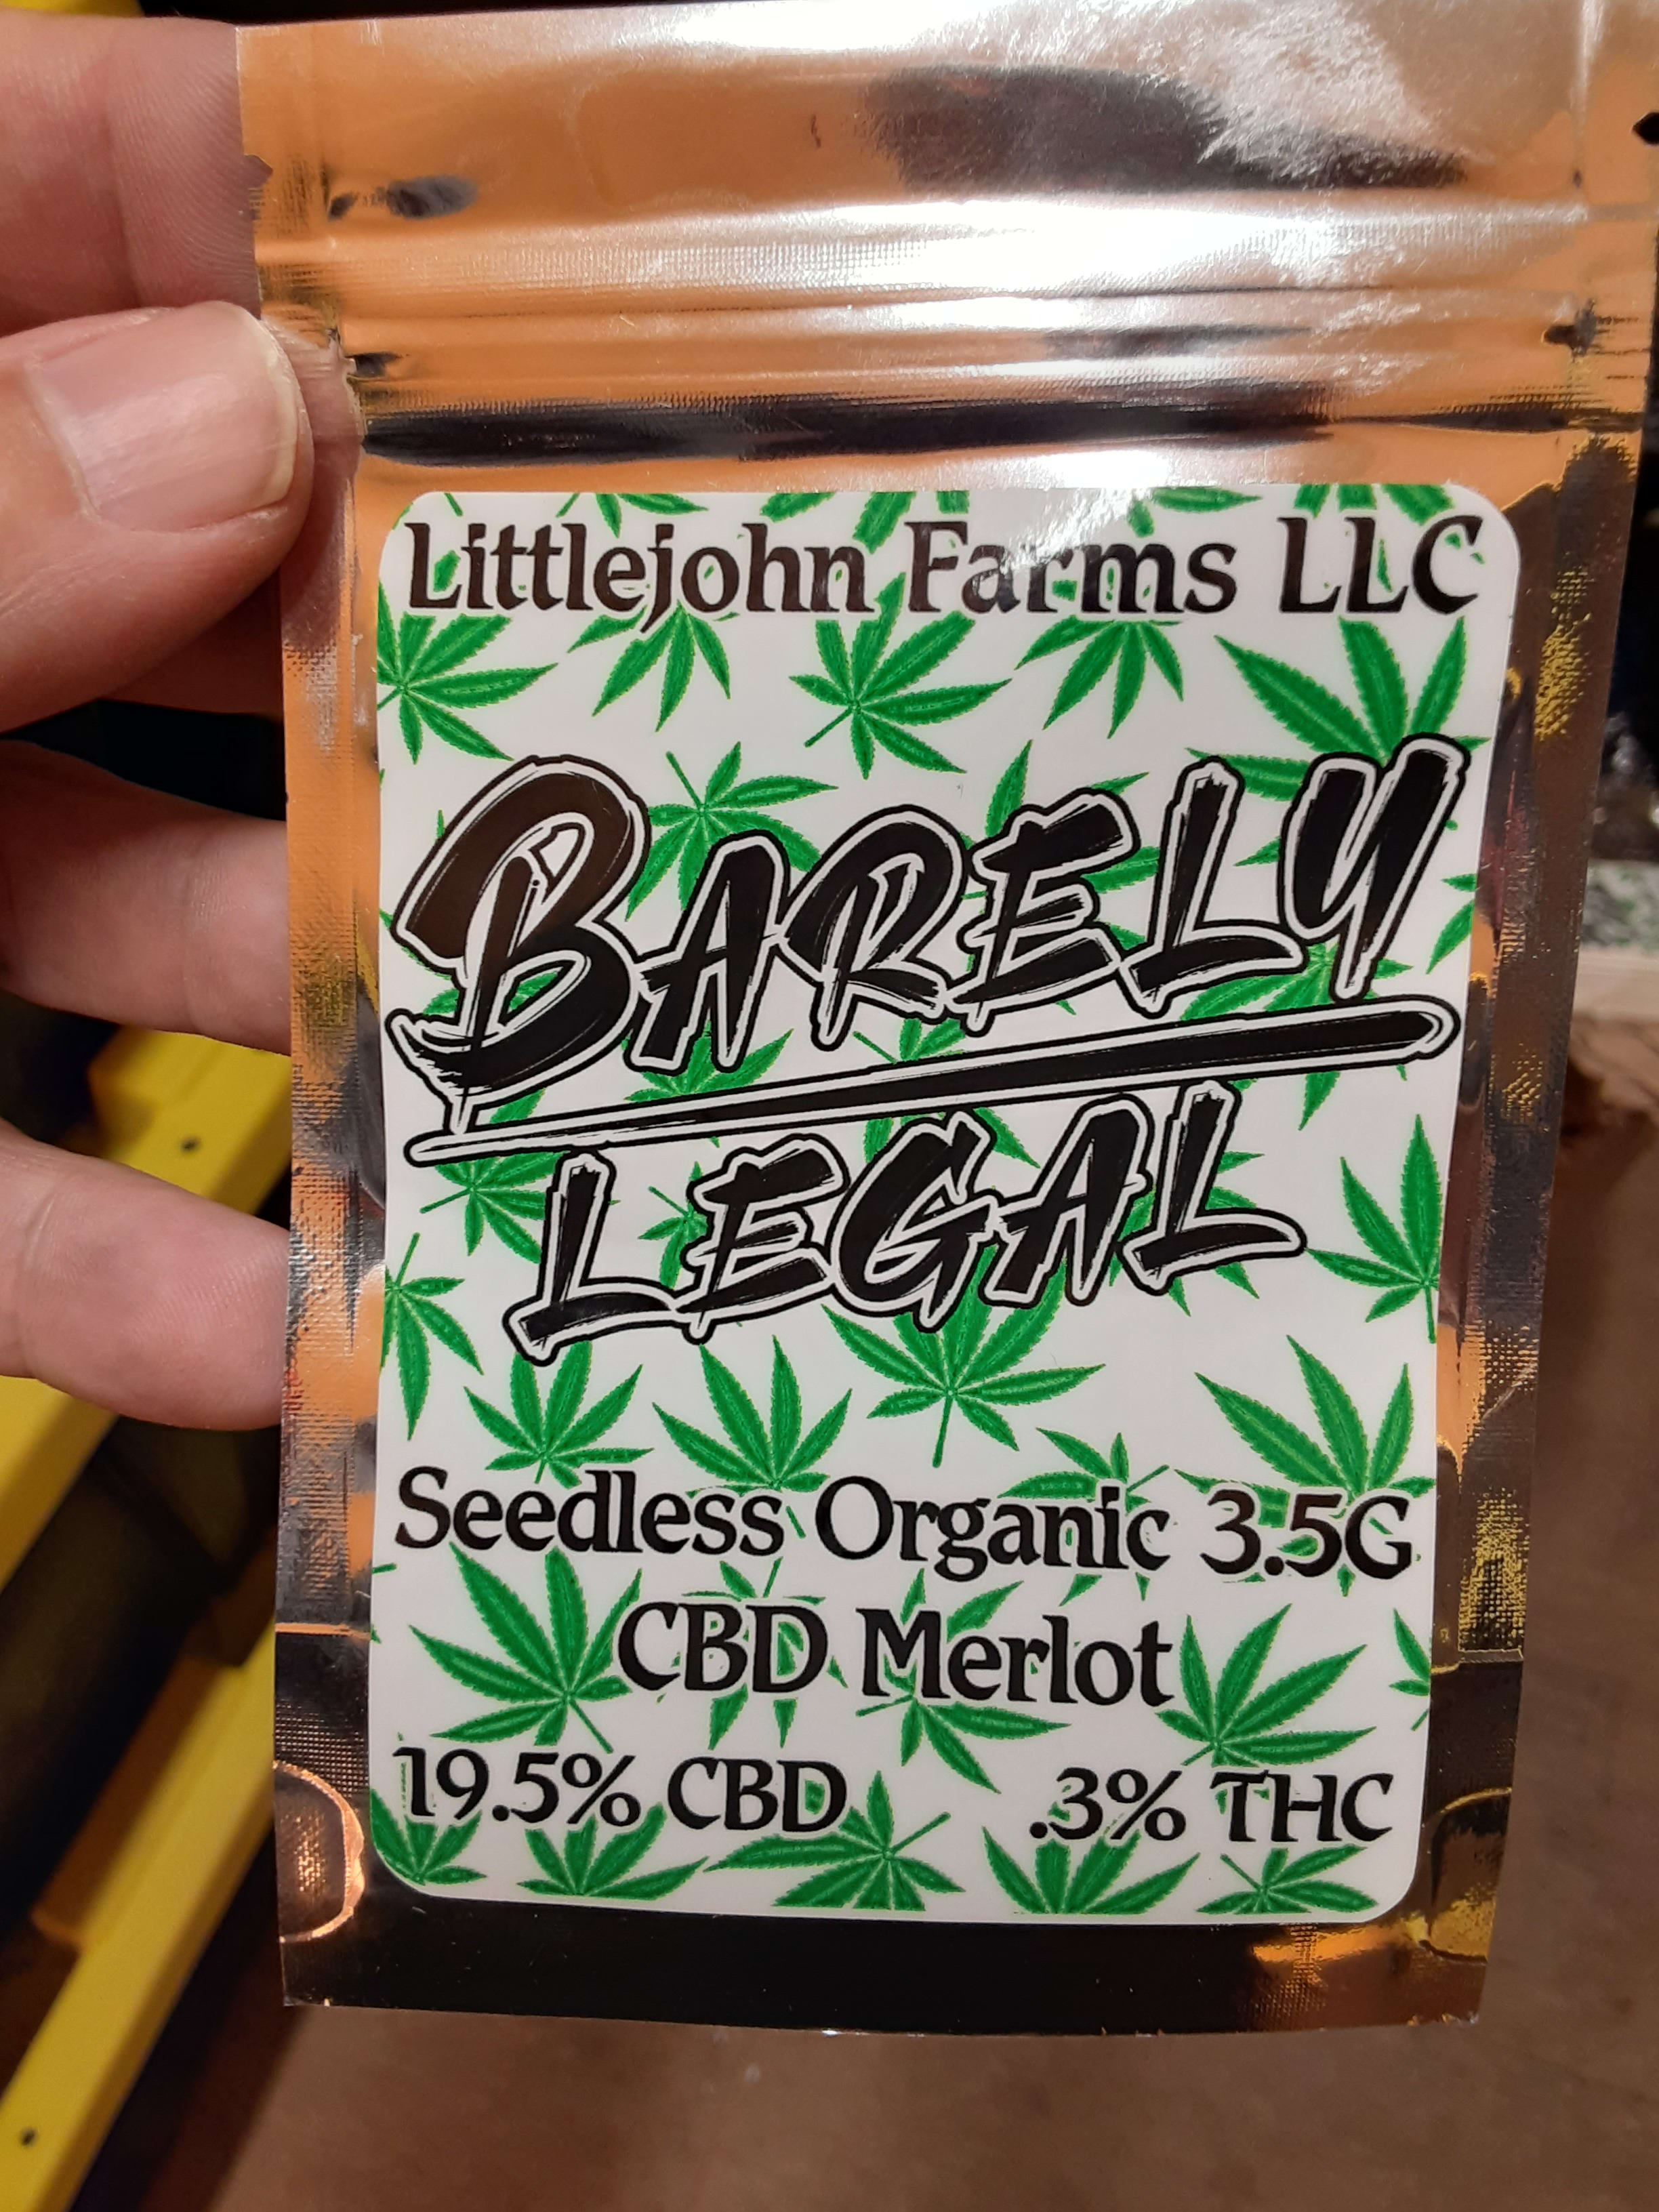 Littlejohn Farms LLC
BARELY
LEGAL
Seedless Organic 3.5G
CBD Merlot
19.5% CBD .3% THC